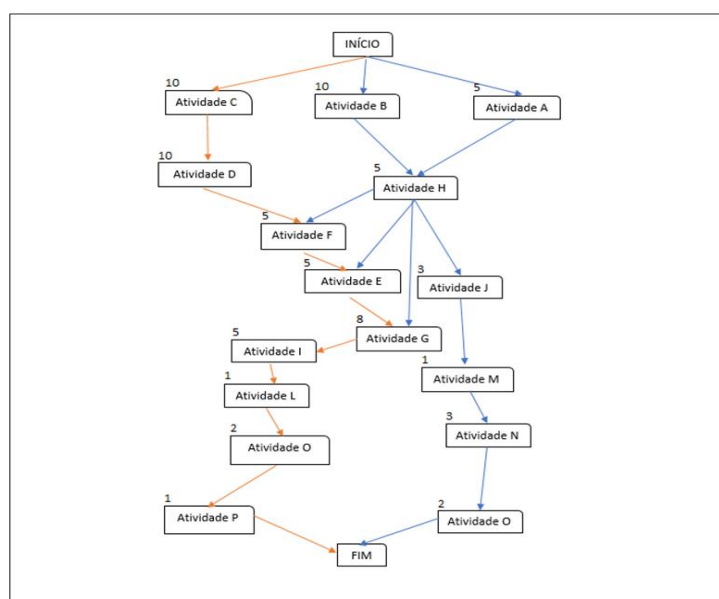 INÍCIO
10
Atividade C
10
Atividade B
5
Atividade A
10
Atividade D
5
Atividade H
5
Atividade F
5
Atividade E
3
Atividade J
8
Atividade G
5
Atividade I
1
Atividade M
1
Atividade L
3
Atividade N
2
Atividade O
1
Atividade P
2
Atividade O
FIM